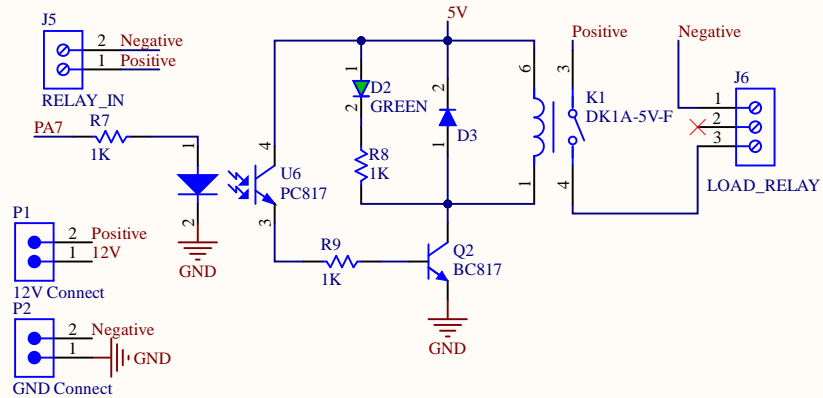 5V
J5
2 Negative
1 Positive
RELAY_IN
PA7
R7
1K
1
2
GND
4
3
U6
PC817
1
D2
GREEN
2
R8
1K
2
D3
1
6
1
Positive
3
K1
DK1A-5V-F
4
Negative
J6
1
2
3
LOAD_RELAY
R9
1K
Q2
BC817
GND
P1
2 Positive
1 12V
12V Connect
P2
2 Negative
1 GND
GND Connect